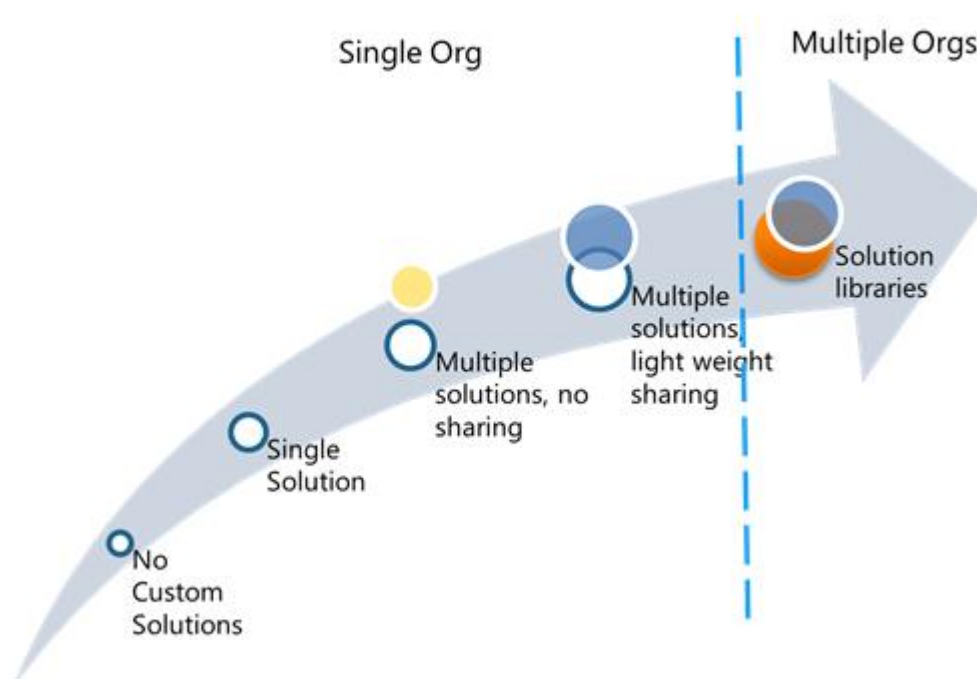 Single Org
Multiple Orgs
No
Custom
Solutions
Single
Solution
Multiple
solutions, no
sharing
Multiple
solutions,
light weight
sharing
Solution
libraries